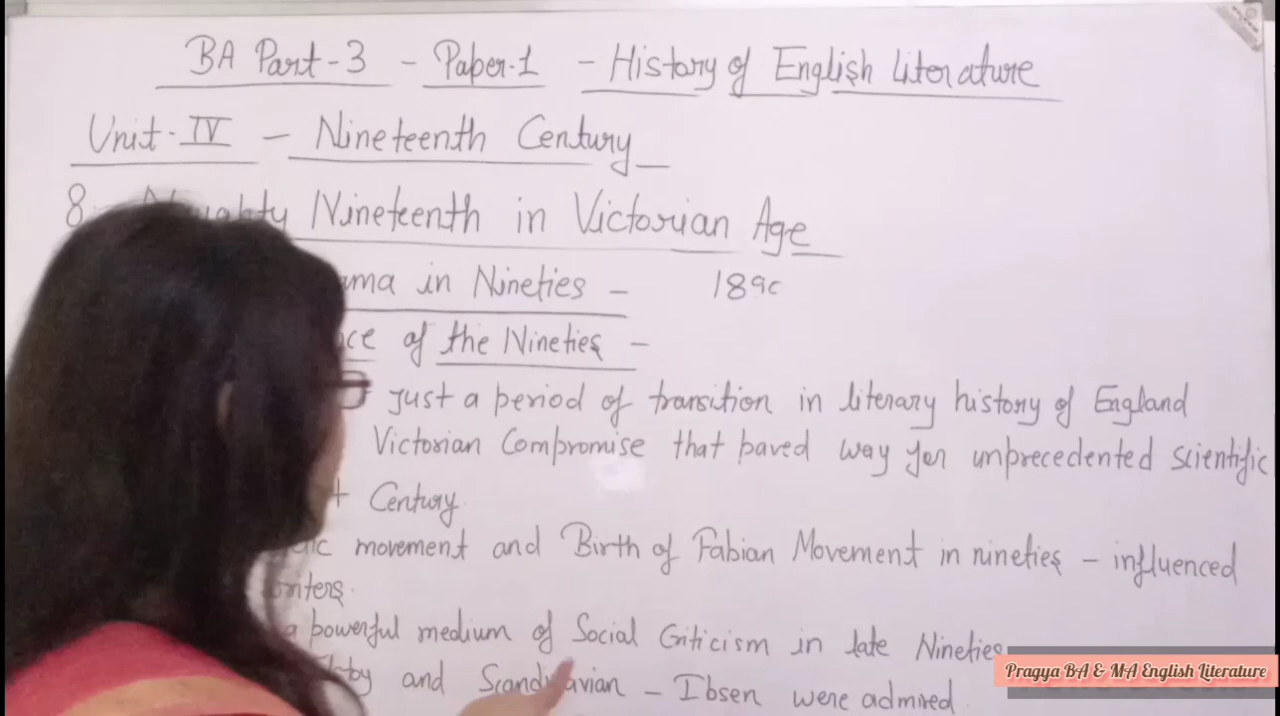 BA Part-3 - Paper-1 - History of English Literature
Unit-IV - Nineteenth Century
8. Naughty Nineteenth in Victorian Age
ama in Nineties - 189c
ce of the Nineties -
just a period of transition in literary history of England
Victorian Compromise that paved way for unprecedented scientific
t Century.
movement and Birth of Fabian Movement in nineties - influenced
writers.
a powerful medium of Social Criticism in late Nineties
and Scandinavian - Ibsen were admired
Pragya BA & MA English Literature